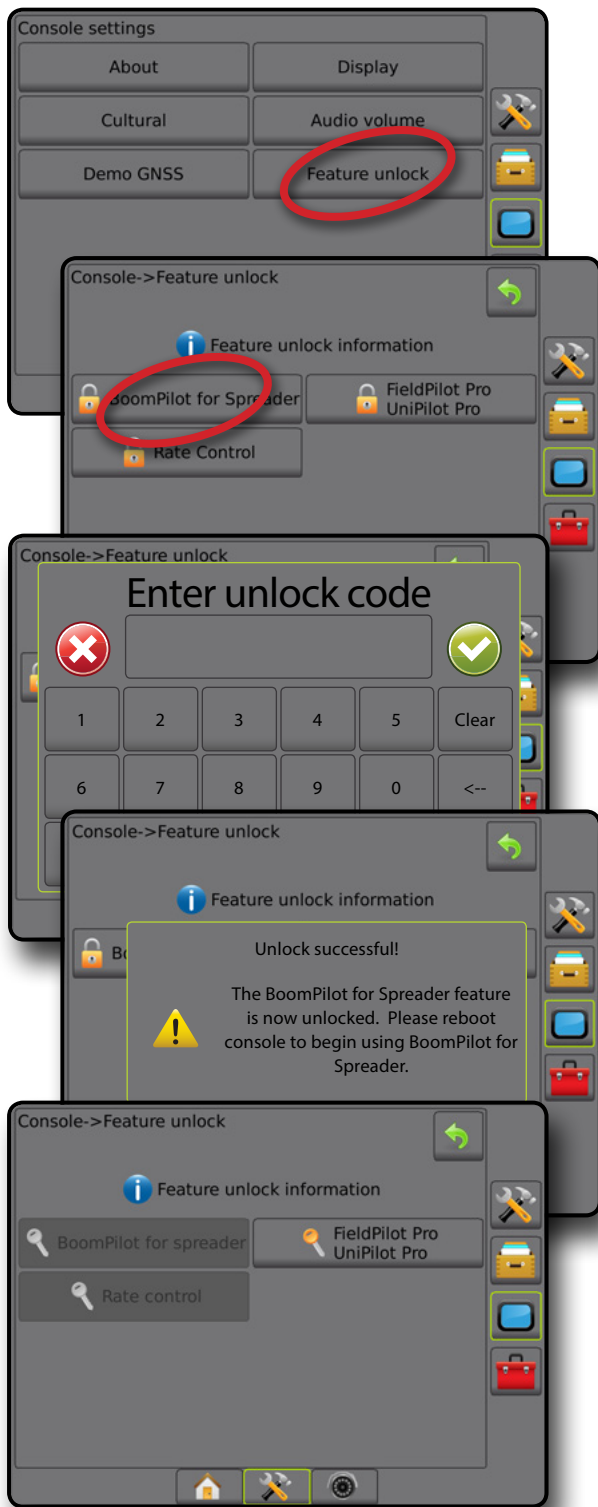 Console settings
About
Display
Cultural
Audio volume
Demo GNSS
Feature unlock
Console->Feature unlock
Feature unlock information
BoomPilot for Spreader
FieldPilot Pro
UniPilot Pro
Rate Control
Console->Feature unlock
Enter unlock code
1 2 3 4 5 Clear
6 7 8 9 0 <--
Console->Feature unlock
Feature unlock information
Unlock successful!
The BoomPilot for Spreader feature
is now unlocked. Please reboot
console to begin using BoomPilot for
Spreader.
Console->Feature unlock
Feature unlock information
BoomPilot for spreader
FieldPilot Pro
UniPilot Pro
Rate control